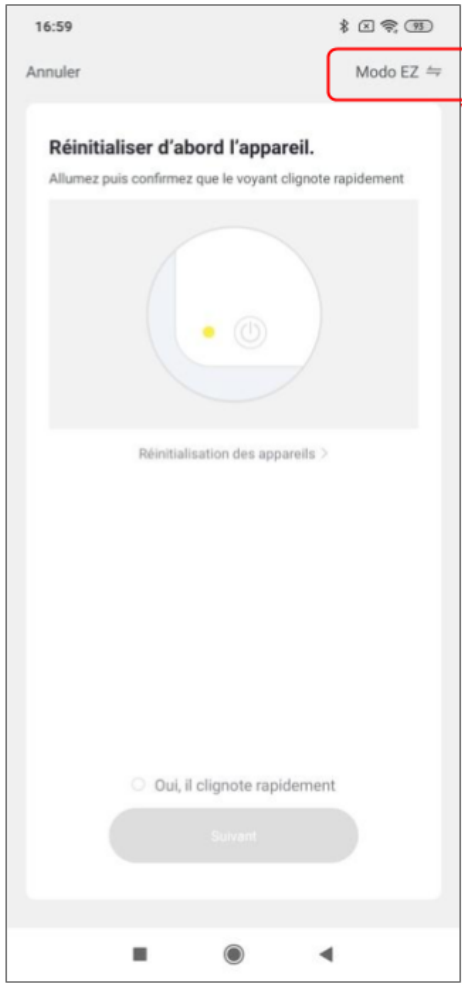 16:59
93
Annuler
Modo EZ
Réinitialiser d'abord l'appareil.
Allumez puis confirmez que le voyant clignote rapidement
Réinitialisation des appareils >
Oui, il clignote rapidement
Suivant